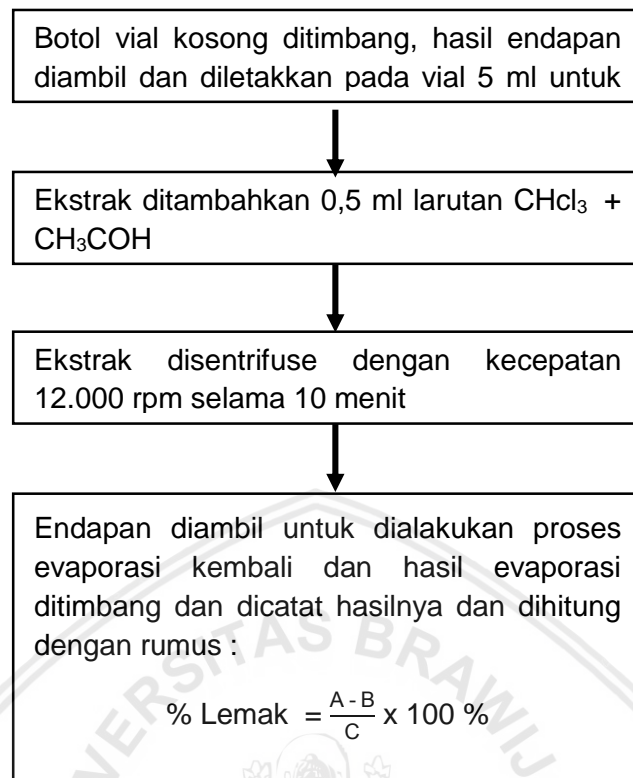 Botol vial kosong ditimbang, hasil endapan
diambil dan diletakkan pada vial 5 ml untuk
Ekstrak ditambahkan 0,5 ml larutan CHcl₃ +
CH₃COH
Ekstrak disentrifuse dengan kecepatan
12.000 rpm selama 10 menit
Endapan diambil untuk dialakukan proses
evaporasi kembali dan hasil evaporasi
ditimbang dan dicatat hasilnya dan dihitung
dengan rumus :
% Lemak = A - B / C x 100 %
ERSITAS BRAWIJ